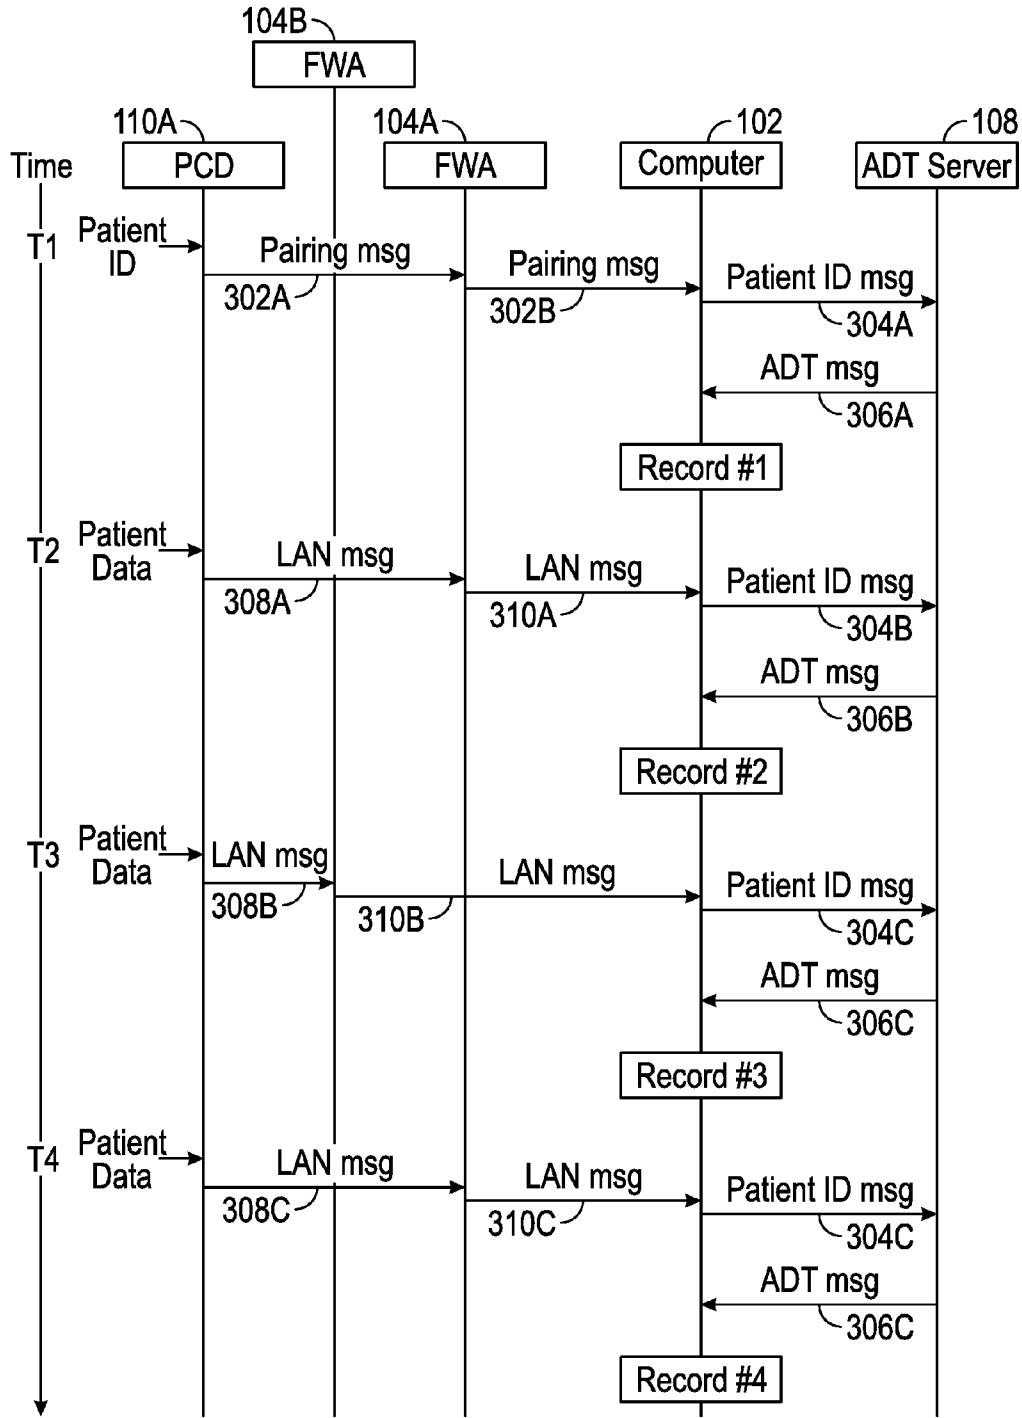 104B
FWA
110A
104A
102
108
Time
PCD
FWA
Computer
ADT Server
T1
Patient
ID
Pairing msg
302A
Pairing msg
302B
Patient ID msg
304A
ADT msg
306A
Record #1
T2
Patient
Data
LAN msg
308A
LAN msg
310A
Patient ID msg
304B
ADT msg
306B
Record #2
T3
Patient
Data
LAN msg
308B
LAN msg
310B
Patient ID msg
304C
ADT msg
306C
Record #3
T4
Patient
Data
LAN msg
308C
LAN msg
310C
Patient ID msg
304C
ADT msg
306C
Record #4